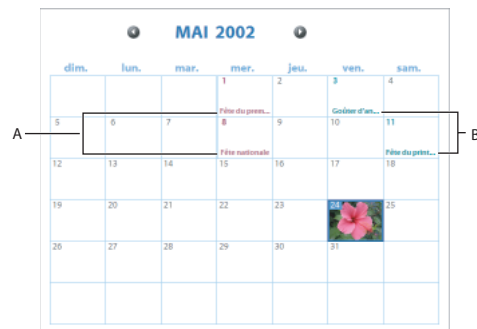 MAI 2002
dim. lun. mar. mer. jeu. ven. sam.
1 2 3 4
Fête du prem... Goûter d'an...
A B
5 6 7 8 9 10 11
Fête nationale Fête du print...
12 13 14 15 16 17 18
19 20 21 22 23 24 25
26 27 28 29 30 31